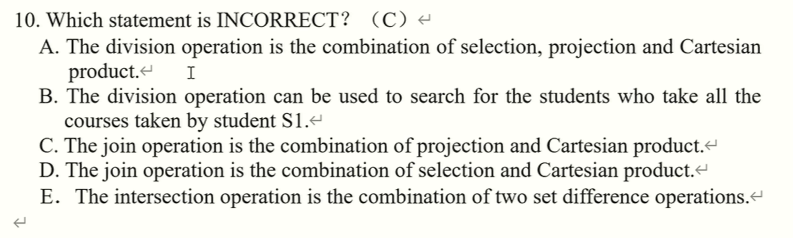 10. Which statement is INCORRECT? （C）
A. The division operation is the combination of selection, projection and Cartesian
product.
B. The division operation can be used to search for the students who take all the
courses taken by student S1.
C. The join operation is the combination of projection and Cartesian product.
D. The join operation is the combination of selection and Cartesian product.
E. The intersection operation is the combination of two set difference operations.